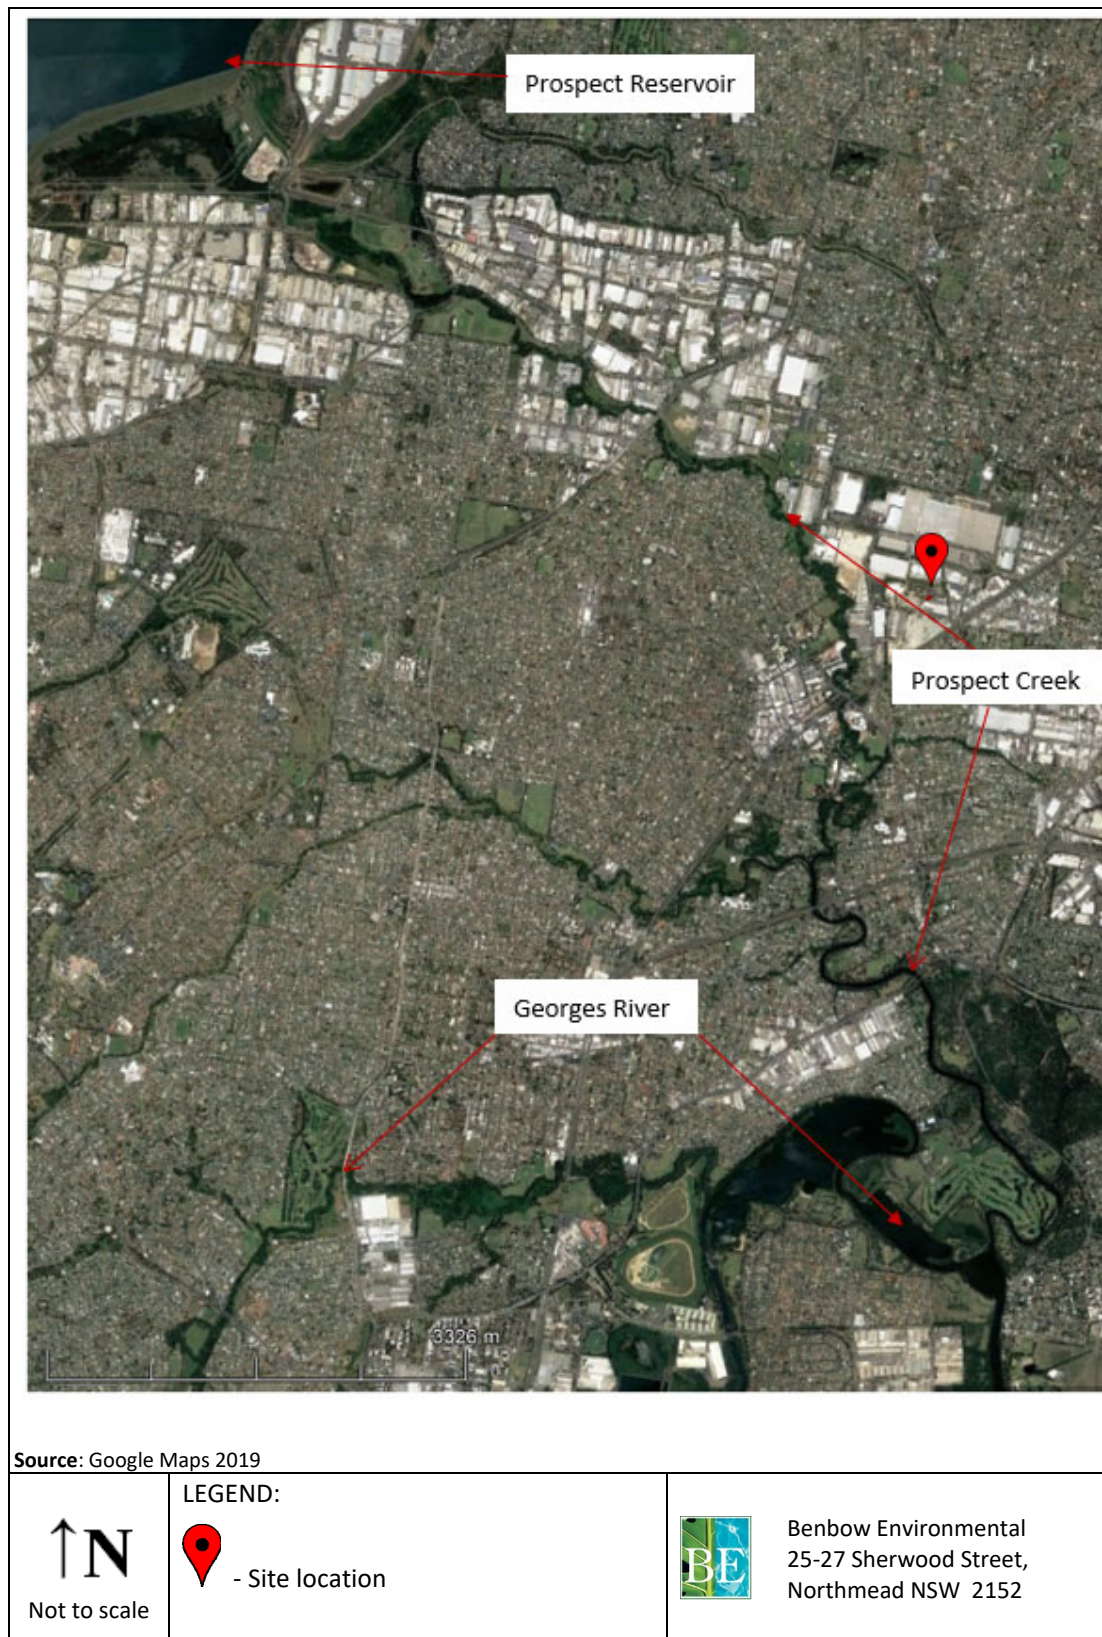 Prospect Reservoir
Prospect Creek
Georges River
3326 m
Source: Google Maps 2019
LEGEND:
↑N
Not to scale
- Site location
BE
Benbow Environmental
25-27 Sherwood Street,
Northmead NSW 2152